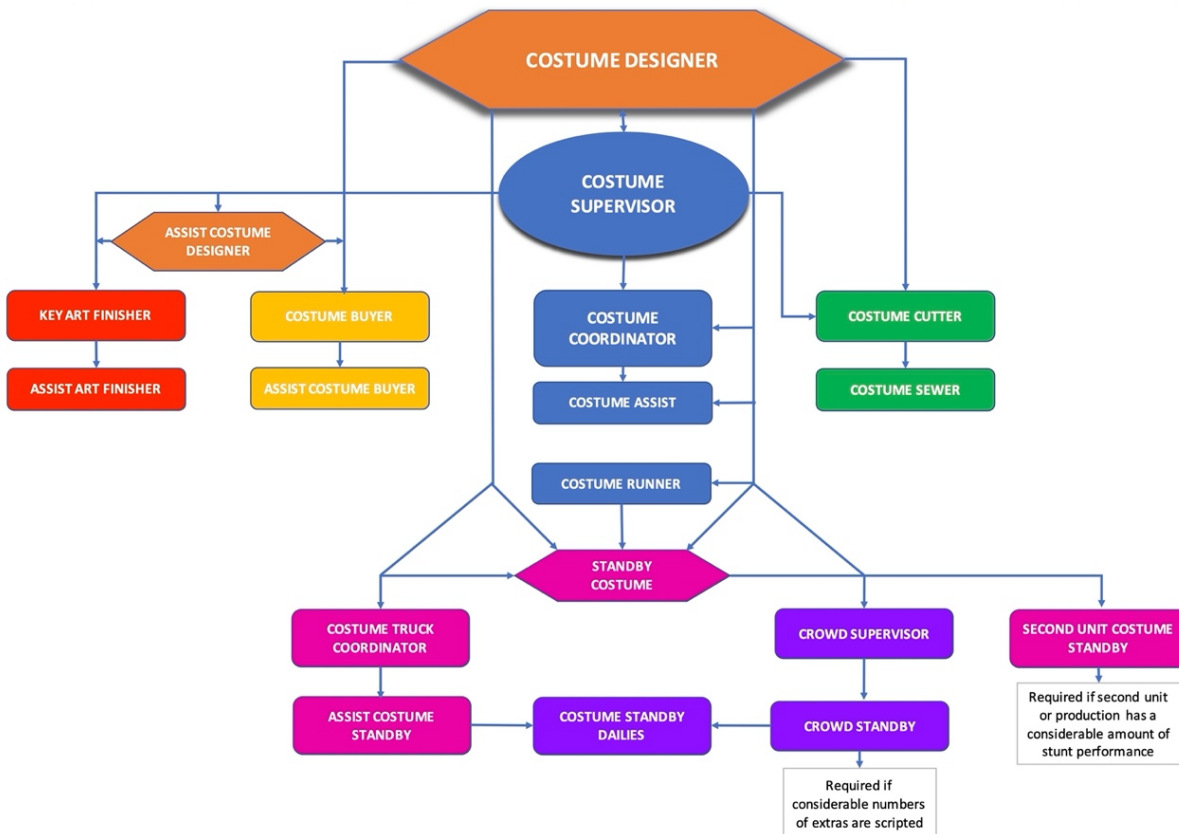 COSTUME DESIGNER
COSTUME
SUPERVISOR
ASSIST COSTUME
DESIGNER
KEY ART FINISHER
COSTUME BUYER
COSTUME
COORDINATOR
COSTUME CUTTER
ASSIST ART FINISHER
ASSIST COSTUME BUYER
COSTUME ASSIST
COSTUME SEWER
COSTUME RUNNER
STANDBY
COSTUME
COSTUME TRUCK
COORDINATOR
CROWD SUPERVISOR
SECOND UNIT COSTUME
STANDBY
ASSIST COSTUME
STANDBY
COSTUME STANDBY
DAILIES
CROWD STANDBY
Required if second unit
or production has a
considerable amount of
stunt performance
Required if
considerable numbers
of extras are scripted